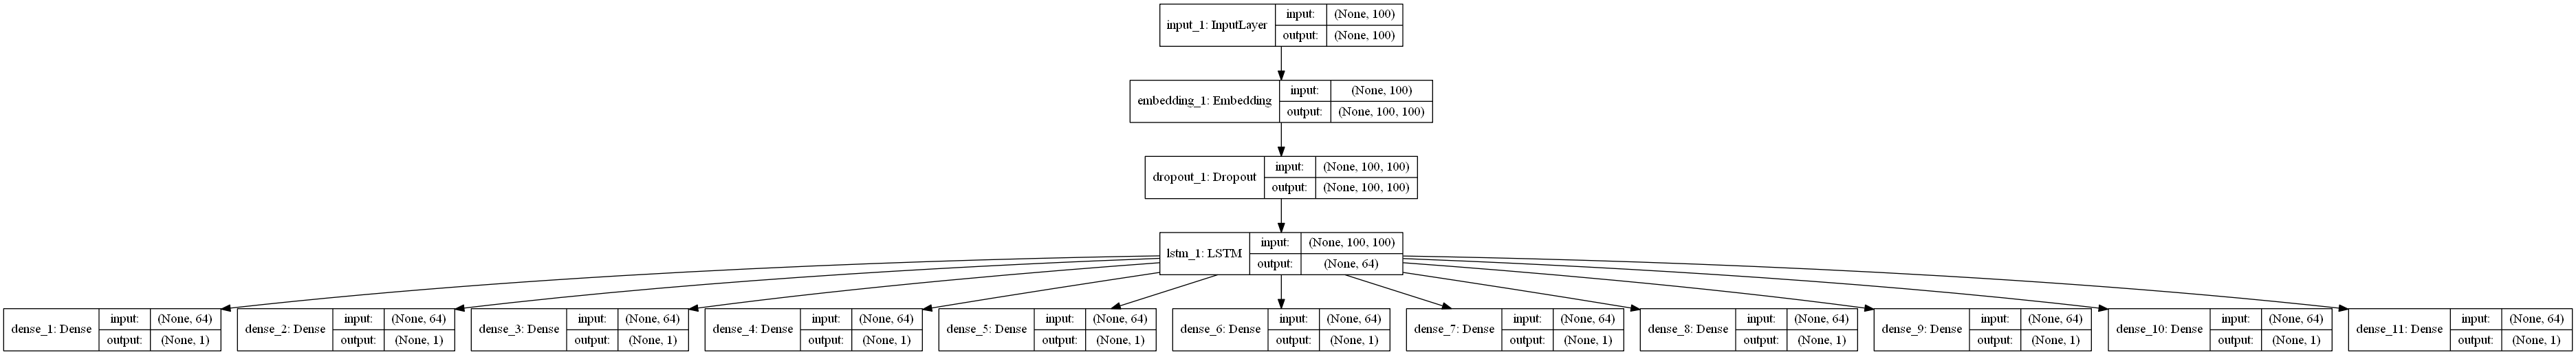 input_1: InputLayer input: (None, 100)
output: (None, 100)
embedding_1: Embedding input: (None, 100)
output: (None, 100, 100)
dropout_1: Dropout input: (None, 100, 100)
output: (None, 100, 100)
lstm_1: LSTM input: (None, 100, 100)
output: (None, 64)
dense_1: Dense input: (None, 64)
output: (None, 1)
dense_2: Dense input: (None, 64)
output: (None, 1)
dense_3: Dense input: (None, 64)
output: (None, 1)
dense_4: Dense input: (None, 64)
output: (None, 1)
dense_5: Dense input: (None, 64)
output: (None, 1)
dense_6: Dense input: (None, 64)
output: (None, 1)
dense_7: Dense input: (None, 64)
output: (None, 1)
dense_8: Dense input: (None, 64)
output: (None, 1)
dense_9: Dense input: (None, 64)
output: (None, 1)
dense_10: Dense input: (None, 64)
output: (None, 1)
dense_11: Dense input: (None, 64)
output: (None, 1)